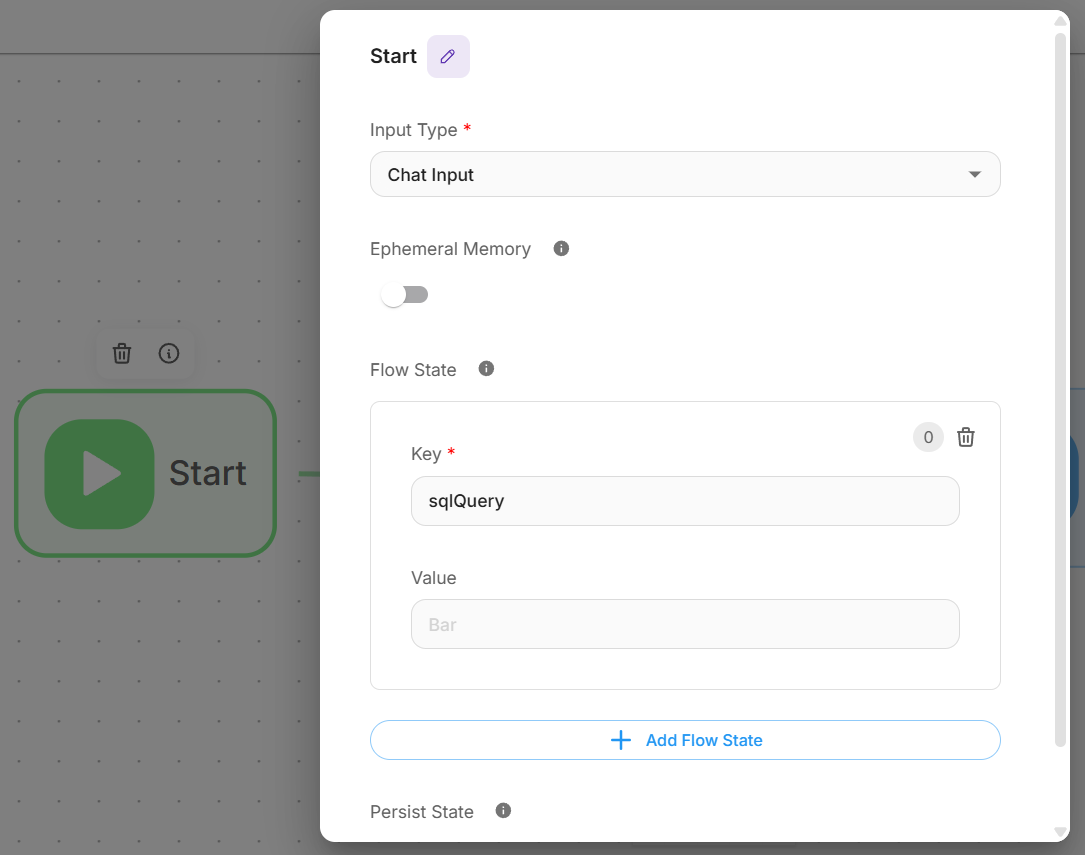 Start
Input Type *
Chat Input
Ephemeral Memory
Flow State
0
Key *
sqlQuery
Value
Bar
Add Flow State
Persist State
Start